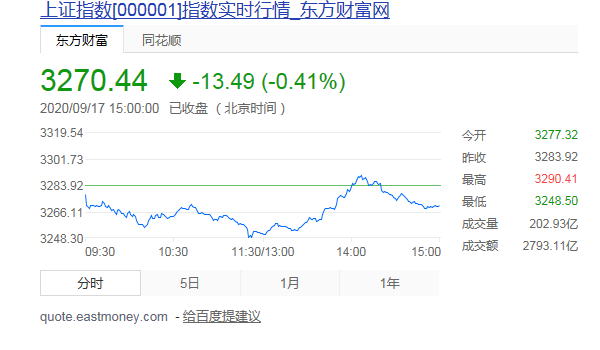 上证指数[000001]指数实时行情_东方财富网
东方财富 同花顺
3270.44 -13.49 (-0.41%)
2020/09/17 15:00:00 已收盘 ( 北京时间 )
3319.54
3301.73
3283.92
3266.11
3248.30
09:30 10:30 11:30/13:00 14:00 15:00
今开 3277.32
昨收 3283.92
最高 3290.41
最低 3248.50
成交量 202.93亿
成交额 2793.11亿
分时 5日 1月 1年
quote.eastmoney.com - 给百度提建议